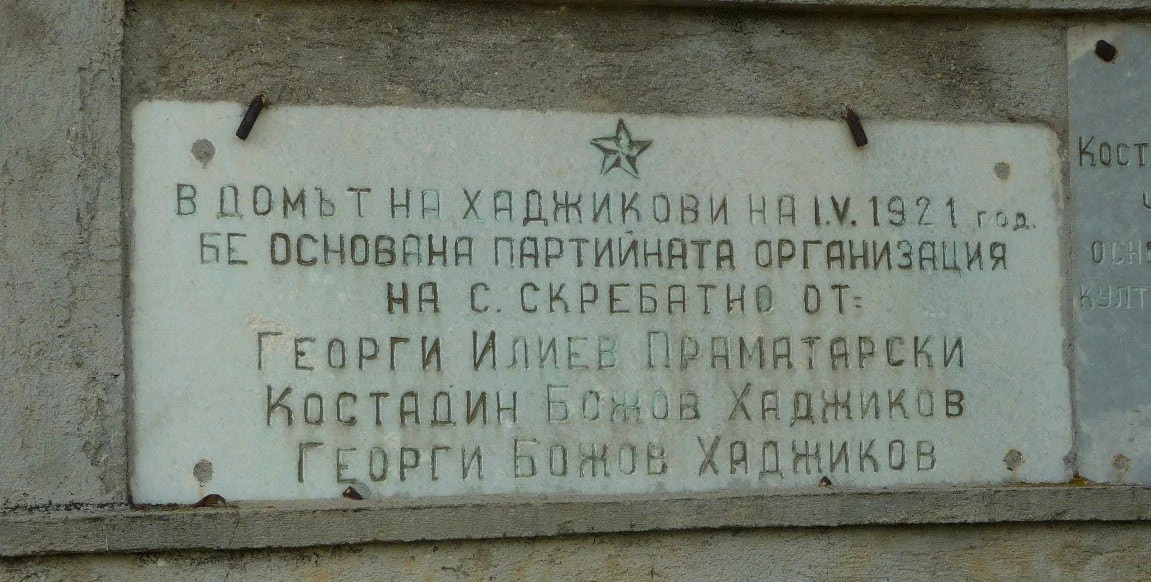 В ДОМЪТ НА ХАДЖИКОВИ НА I.V. 1921 год.
БЕ ОСНОВАНА ПАРТИЙНАТА ОРГАНИЗАЦИЯ
НА С. СКРЕБАТНО ОТ:
ГЕОРГИ ИЛИЕВ ПРАМАТАРСКИ
КОСТАДИН БОЖОВ ХАДЖИКОВ
ГЕОРГИ БОЖОВ ХАДЖИКОВ